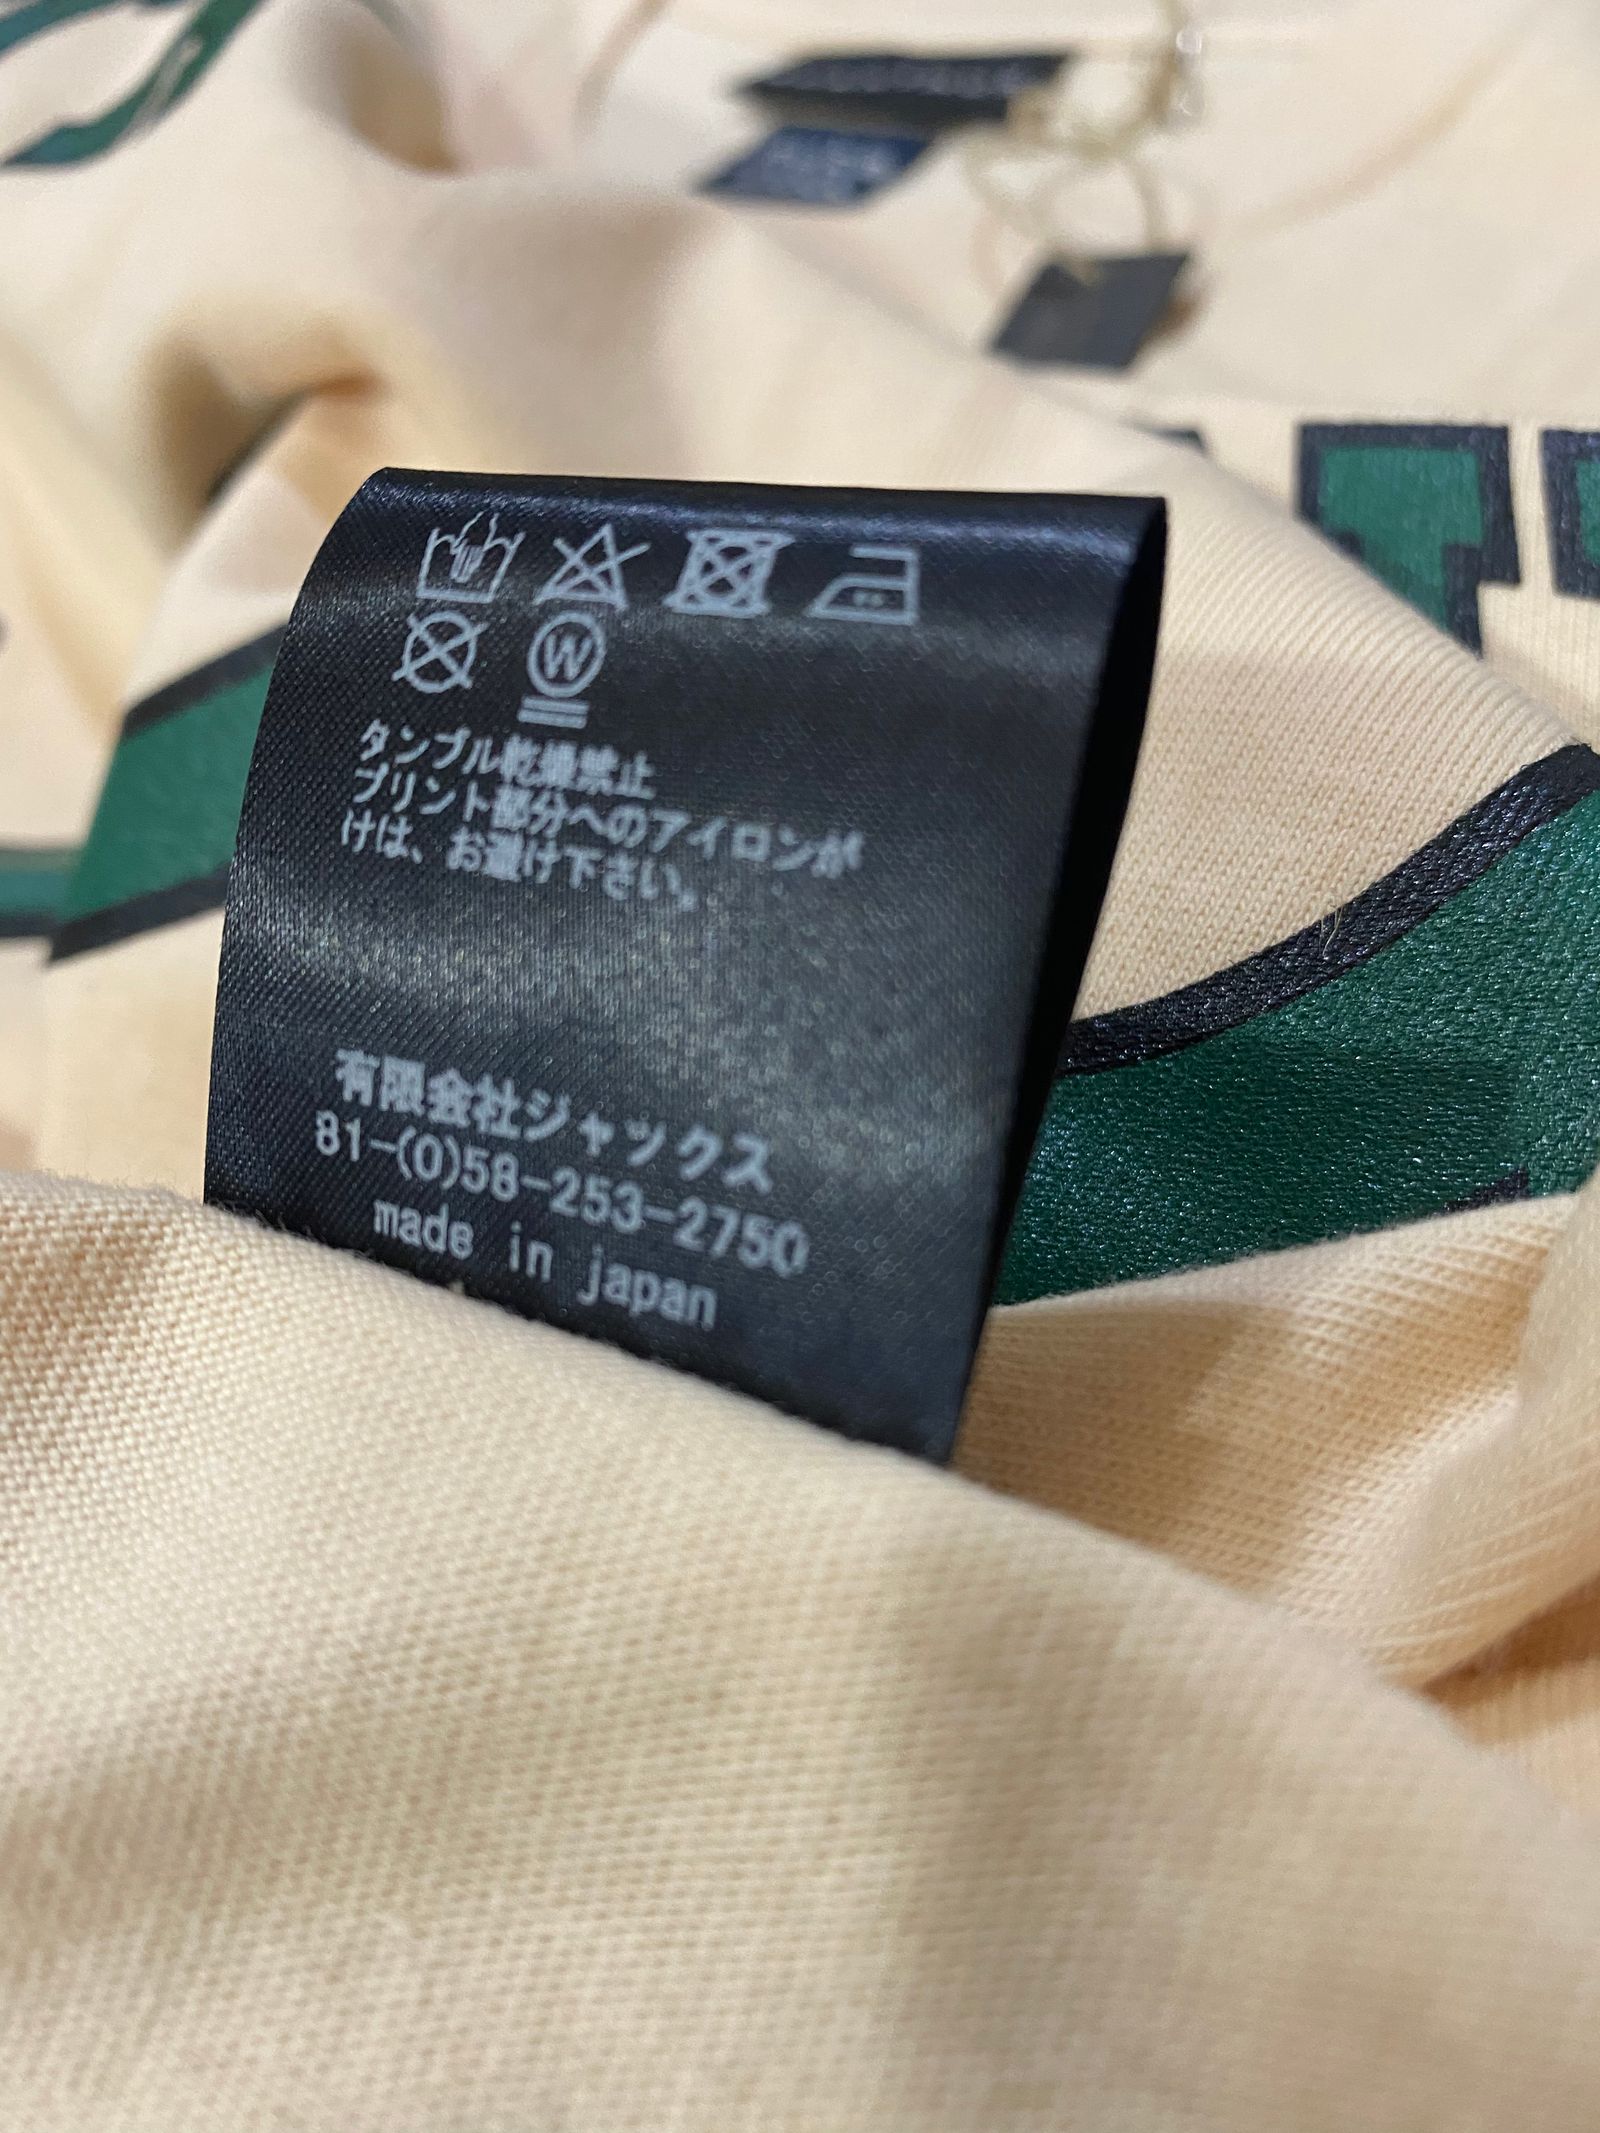 W
タンブル乾燥禁止
プリント部分へのアイロンが
けは、お避け下さい。
有限会社ジャックス
81-(0)58-253-2750
made in japan